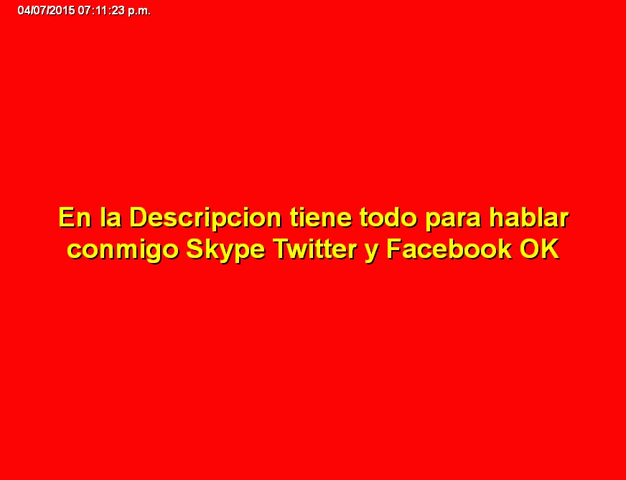 04/07/2015 07:11:23 p.m.
En la Descripcion tiene todo para hablar
conmigo Skype Twitter y Facebook OK